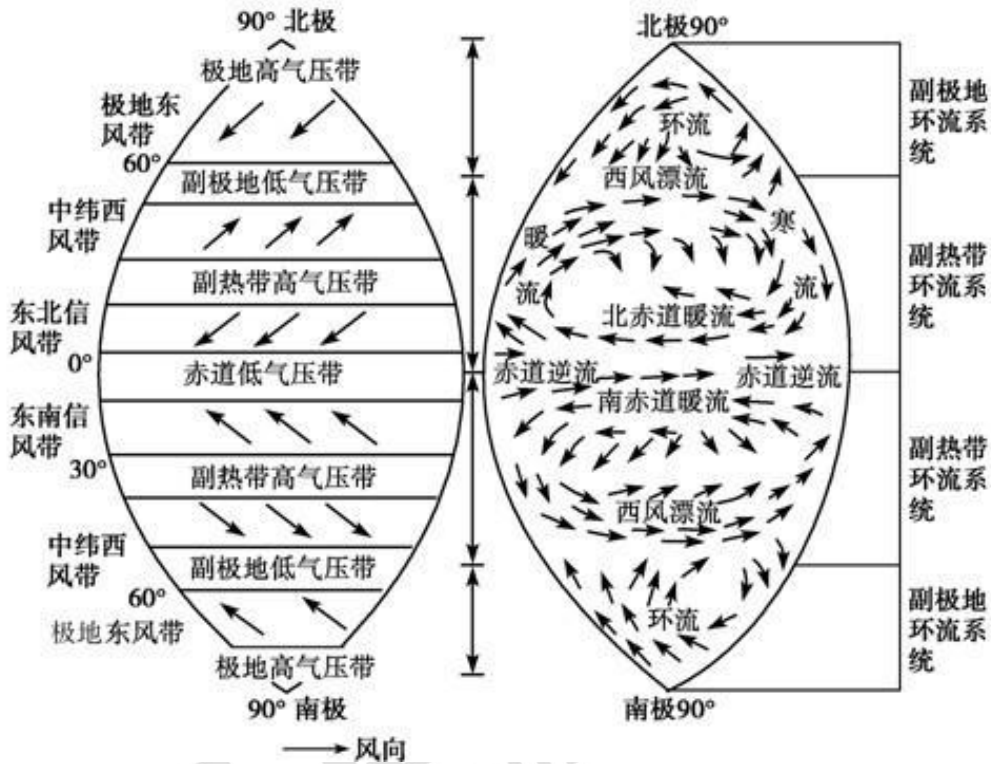 90° 北极
极地高气压带
极地东
风带
60°
副极地低气压带
中纬西
风带
副热带高气压带
东北信
风带
0°
赤道低气压带
东南信
风带
30°
副热带高气压带
中纬西
风带
副极地低气压带
60°
极地东风带
极地高气压带
90° 南极
风向
北极90°
环流
西风漂流
暖
寒
流
流
北赤道暖流
赤道逆流
赤道逆流
南赤道暖流
西风漂流
环流
南极90°
副极地
环流系
统
副热带
环流系
统
副热带
环流系
统
副极地
环流系
统